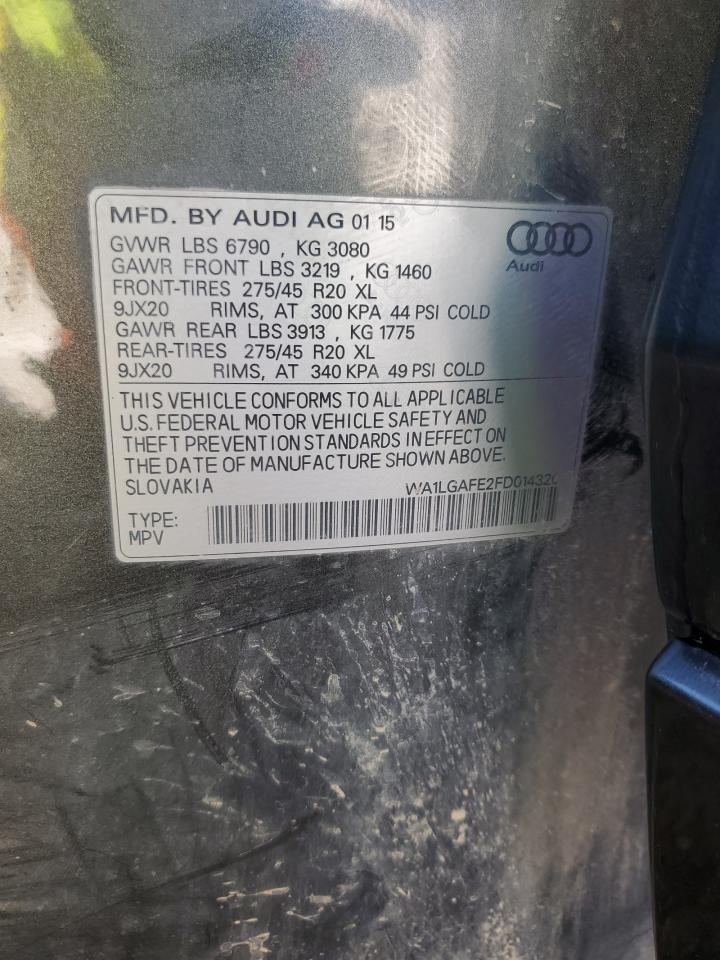 MFD. BY AUDI AG 01 15
GVWR LBS 6790 , KG 3080
GAWR FRONT LBS 3219 , KG 1460
FRONT-TIRES 275/45 R20 XL
9JX20 RIMS, AT 300 KPA 44 PSI COLD
GAWR REAR LBS 3913 , KG 1775
REAR-TIRES 275/45 R20 XL
9JX20 RIMS, AT 340 KPA 49 PSI COLD
Audi
THIS VEHICLE CONFORMS TO ALL APPLICABLE
U.S. FEDERAL MOTOR VEHICLE SAFETY AND
THEFT PREVENTION STANDARDS IN EFFECT ON
THE DATE OF MANUFACTURE SHOWN ABOVE.
SLOVAKIA WA1LGAFE2FD014320
TYPE:
MPV